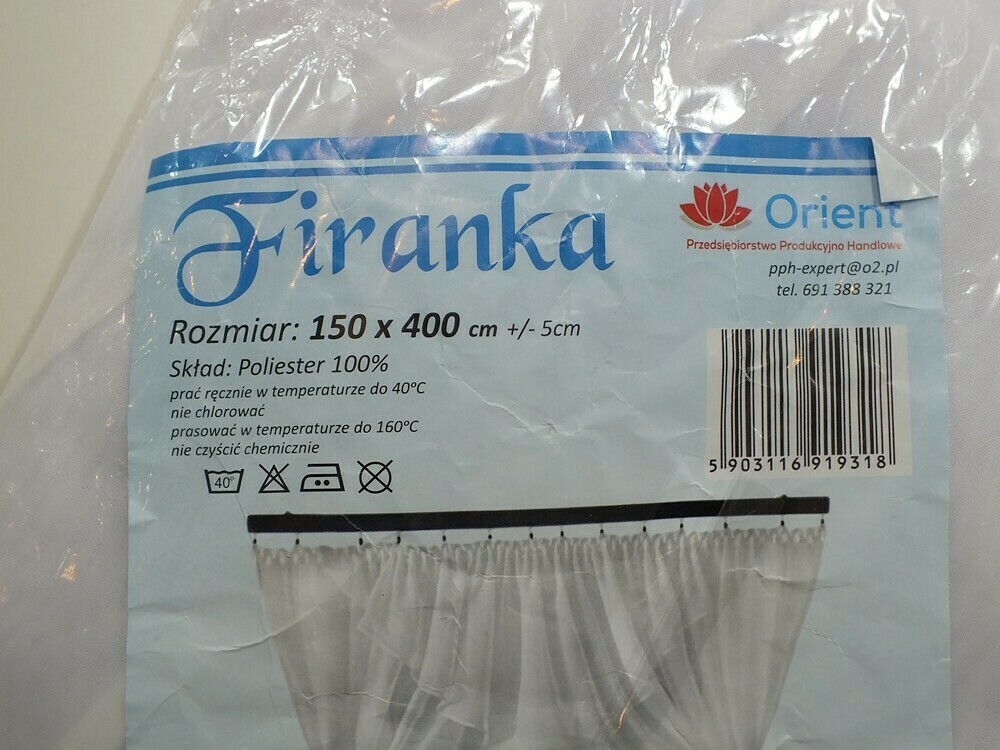 Firanka
Orient
Przedsiębiorstwo Produkcyjno Handlowe
pph-expert@o2.pl
tel. 691 388 321
Rozmiar: 150 x 400 cm +/- 5cm
Skład: Poliester 100%
prać ręcznie w temperaturze do 40°C
nie chlorować
prasować w temperaturze do 160°C
nie czyścić chemicznie
40°
5 903116 919318